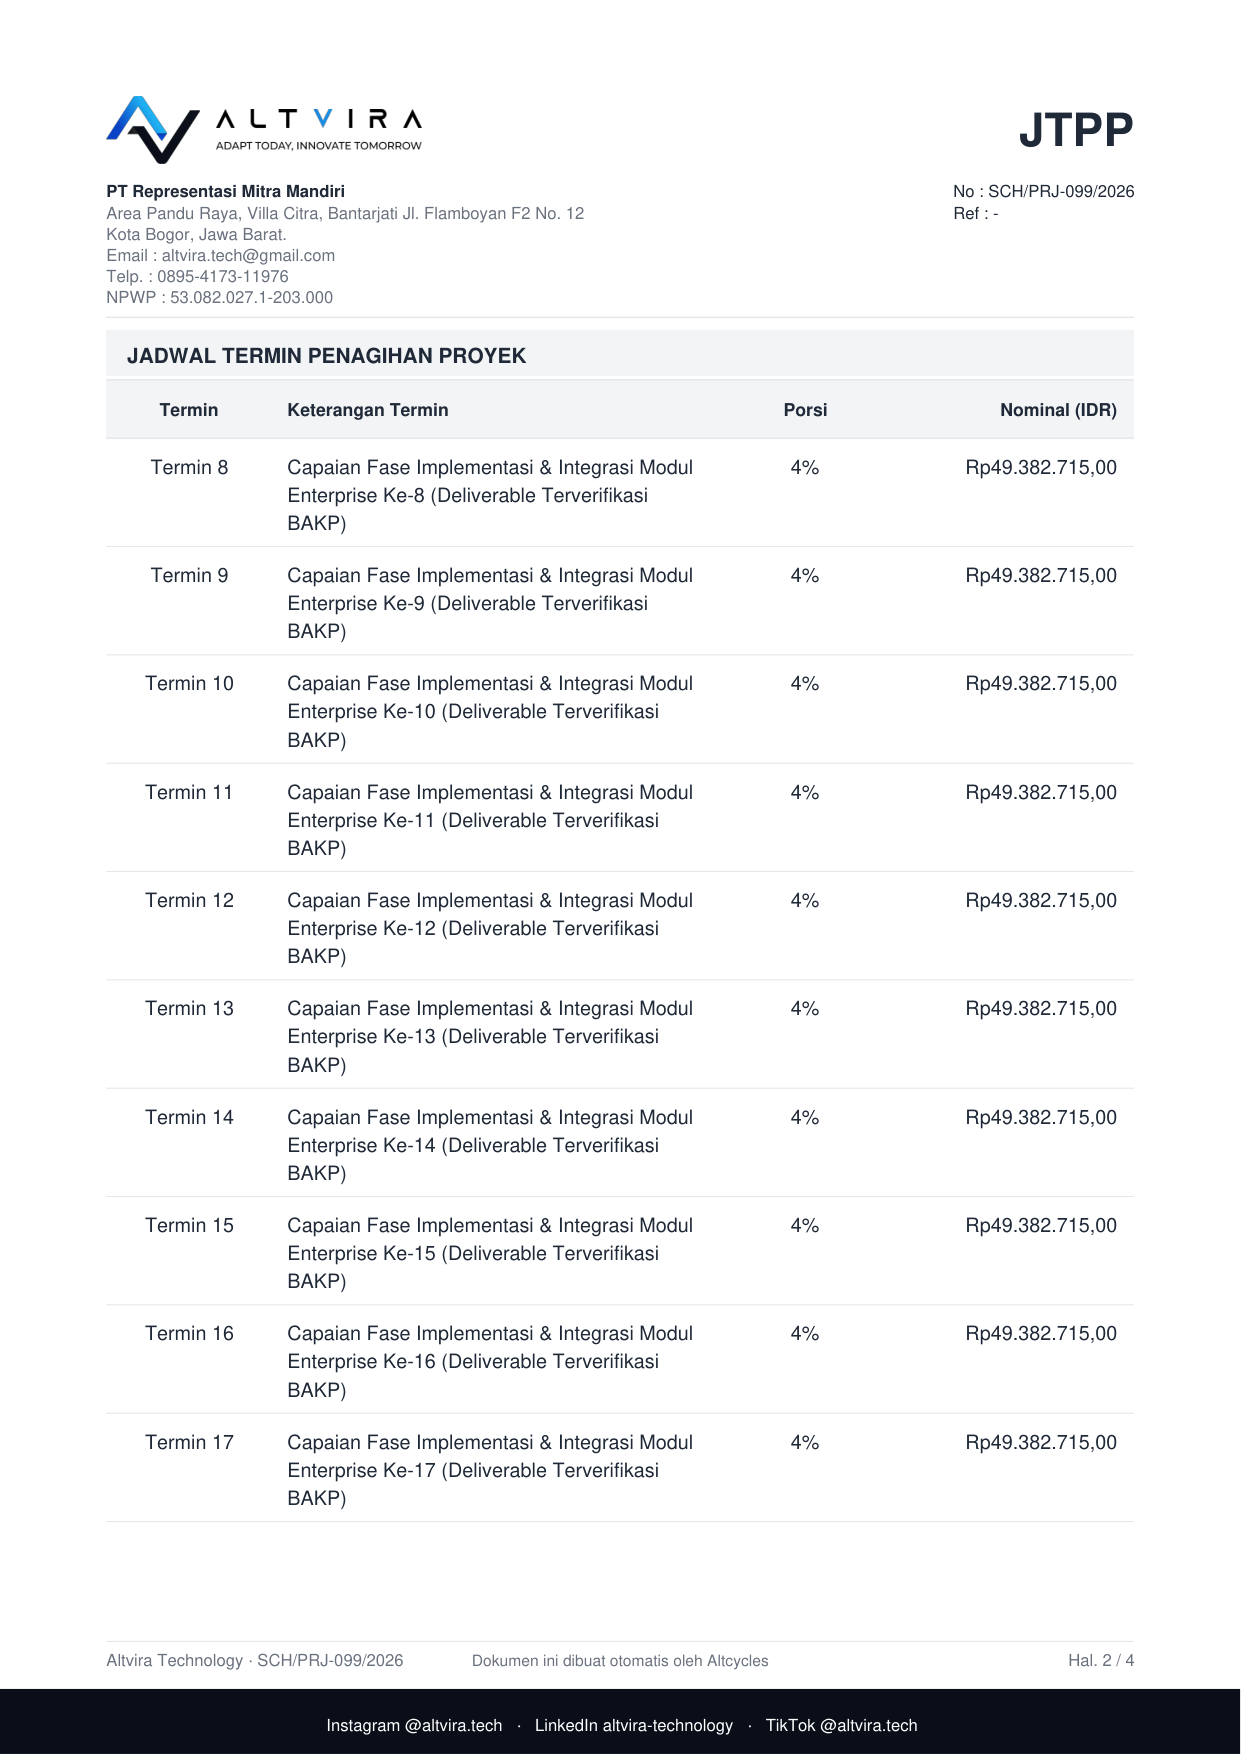 ALTVIRA
ADAPT TODAY, INNOVATE TOMORROW
JTPP
PT Representasi Mitra Mandiri
Area Pandu Raya, Villa Citra, Bantarjati Jl. Flamboyan F2 No. 12
Kota Bogor, Jawa Barat.
Email : altvira.tech@gmail.com
Telp. : 0895-4173-11976
NPWP : 53.082.027.1-203.000
No : SCH/PRJ-099/2026
Ref : -
JADWAL TERMIN PENAGIHAN PROYEK
Termin Keterangan Termin Porsi Nominal (IDR)
Termin 8 Capaian Fase Implementasi & Integrasi Modul 4% Rp49.382.715,00
Enterprise Ke-8 (Deliverable Terverifikasi
BAKP)
Termin 9 Capaian Fase Implementasi & Integrasi Modul 4% Rp49.382.715,00
Enterprise Ke-9 (Deliverable Terverifikasi
BAKP)
Termin 10 Capaian Fase Implementasi & Integrasi Modul 4% Rp49.382.715,00
Enterprise Ke-10 (Deliverable Terverifikasi
BAKP)
Termin 11 Capaian Fase Implementasi & Integrasi Modul 4% Rp49.382.715,00
Enterprise Ke-11 (Deliverable Terverifikasi
BAKP)
Termin 12 Capaian Fase Implementasi & Integrasi Modul 4% Rp49.382.715,00
Enterprise Ke-12 (Deliverable Terverifikasi
BAKP)
Termin 13 Capaian Fase Implementasi & Integrasi Modul 4% Rp49.382.715,00
Enterprise Ke-13 (Deliverable Terverifikasi
BAKP)
Termin 14 Capaian Fase Implementasi & Integrasi Modul 4% Rp49.382.715,00
Enterprise Ke-14 (Deliverable Terverifikasi
BAKP)
Termin 15 Capaian Fase Implementasi & Integrasi Modul 4% Rp49.382.715,00
Enterprise Ke-15 (Deliverable Terverifikasi
BAKP)
Termin 16 Capaian Fase Implementasi & Integrasi Modul 4% Rp49.382.715,00
Enterprise Ke-16 (Deliverable Terverifikasi
BAKP)
Termin 17 Capaian Fase Implementasi & Integrasi Modul 4% Rp49.382.715,00
Enterprise Ke-17 (Deliverable Terverifikasi
BAKP)
Altvira Technology · SCH/PRJ-099/2026 Dokumen ini dibuat otomatis oleh Altcycles Hal. 2 / 4
Instagram @altvira.tech · LinkedIn altvira-technology · TikTok @altvira.tech